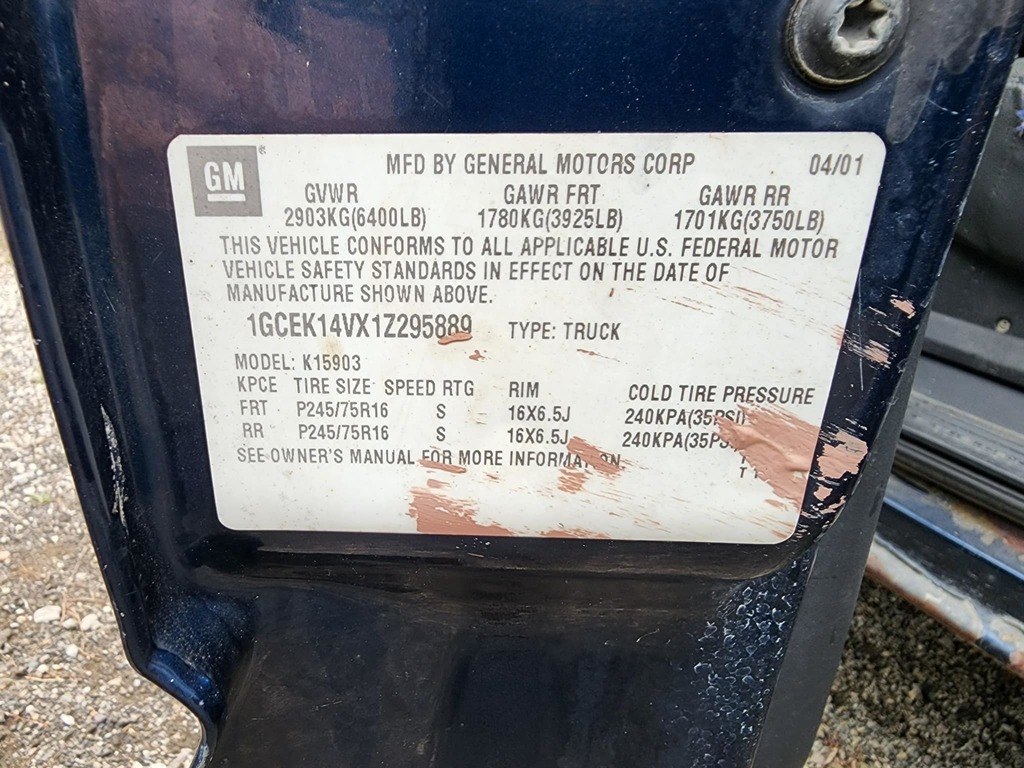 GM
MFD BY GENERAL MOTORS CORP 04/01
GVWR GAWR FRT GAWR RR
2903KG(6400LB) 1780KG(3925LB) 1701KG(3750LB)
THIS VEHICLE CONFORMS TO ALL APPLICABLE U.S. FEDERAL MOTOR
VEHICLE SAFETY STANDARDS IN EFFECT ON THE DATE OF
MANUFACTURE SHOWN ABOVE.
1GCEK14VX1Z295889 TYPE: TRUCK
MODEL: K15903
KPCE TIRE SIZE SPEED RTG RIM COLD TIRE PRESSURE
FRT P245/75R16 S 16X6.5J 240KPA(35PSI)
RR P245/75R16 S 16X6.5J 240KPA(35PS
SEE OWNER'S MANUAL FOR MORE INFORMATION